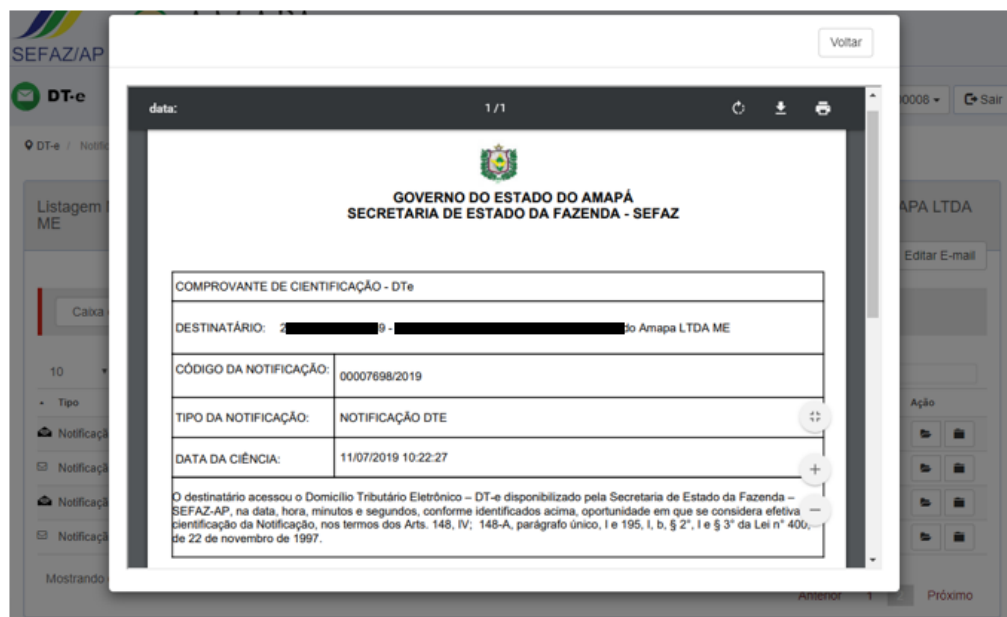 SEFAZ/AP
Voltar
DT-e
0008
Sair
data:
1 / 1
DT-e / Notific
GOVERNO DO ESTADO DO AMAPÁ
SECRETARIA DE ESTADO DA FAZENDA - SEFAZ
Listagem
ME
APA LTDA
Editar E-mail
COMPROVANTE DE CIENTIFICAÇÃO - DTe
Caixa
DESTINATÁRIO: 2 9 - do Amapa LTDA ME
CÓDIGO DA NOTIFICAÇÃO: 00007698/2019
10
Tipo
Ação
TIPO DA NOTIFICAÇÃO: NOTIFICAÇÃO DTE
Notificaçã
DATA DA CIÊNCIA: 11/07/2019 10:22:27
Notificaçã
O destinatário acessou o Domicílio Tributário Eletrônico – DT-e disponibilizado pela Secretaria de Estado da Fazenda –
SEFAZ-AP, na data, hora, minutos e segundos, conforme identificados acima, oportunidade em que se considera efetiva
cientificação da Notificação, nos termos dos Arts. 148, IV; 148-A, parágrafo único, I e 195, I, b, § 2°, I e § 3° da Lei n° 400,
de 22 de novembro de 1997.
Notificaçã
Notificaçã
Mostrando
Anterior 1 Próximo